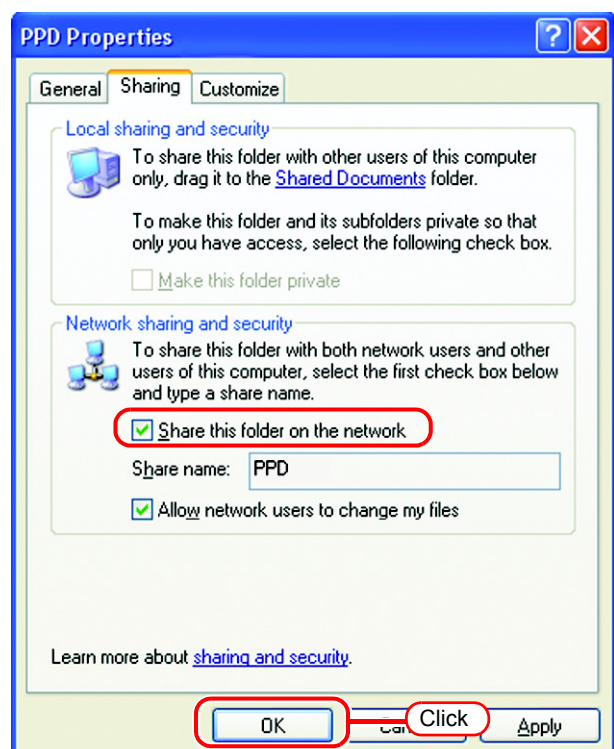 PPD Properties
General Sharing Customize
Local sharing and security
To share this folder with other users of this computer
only, drag it to the Shared Documents folder.
To make this folder and its subfolders private so that
only you have access, select the following check box.
Make this folder private
Network sharing and security
To share this folder with both network users and other
users of this computer, select the first check box below
and type a share name.
Share this folder on the network
Share name: PPD
Allow network users to change my files
Learn more about sharing and security.
OK Click Apply